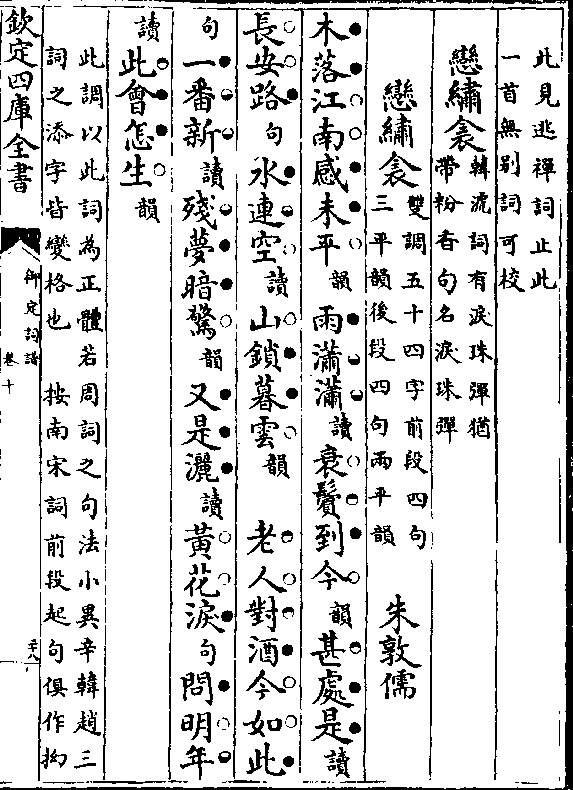 此見逃禪詞止此
一首無别詞可校
戀繡衾 韓淲詞有淚珠彈猶
帶粉香句名淚珠彈
戀繡衾 雙調五十四字前段四句
三平韻後段四句兩平韻
朱敦儒
木落江南感未平韻雨瀟瀟讀衰鬢到今韻甚處是讀
長安路句水連空讀山鎖暮雲韻 老人對酒今如此
句一番新讀殘夢暗驚韻又是灑讀黃花淚句問明年
讀此會怎生韻
此調以此詞為正體若周詞之句法小異辛韓趙三
詞之添字皆變格也 按南宋詞前段起句俱作拗
欽定四庫全書
御定詞譜
卷十
二十八